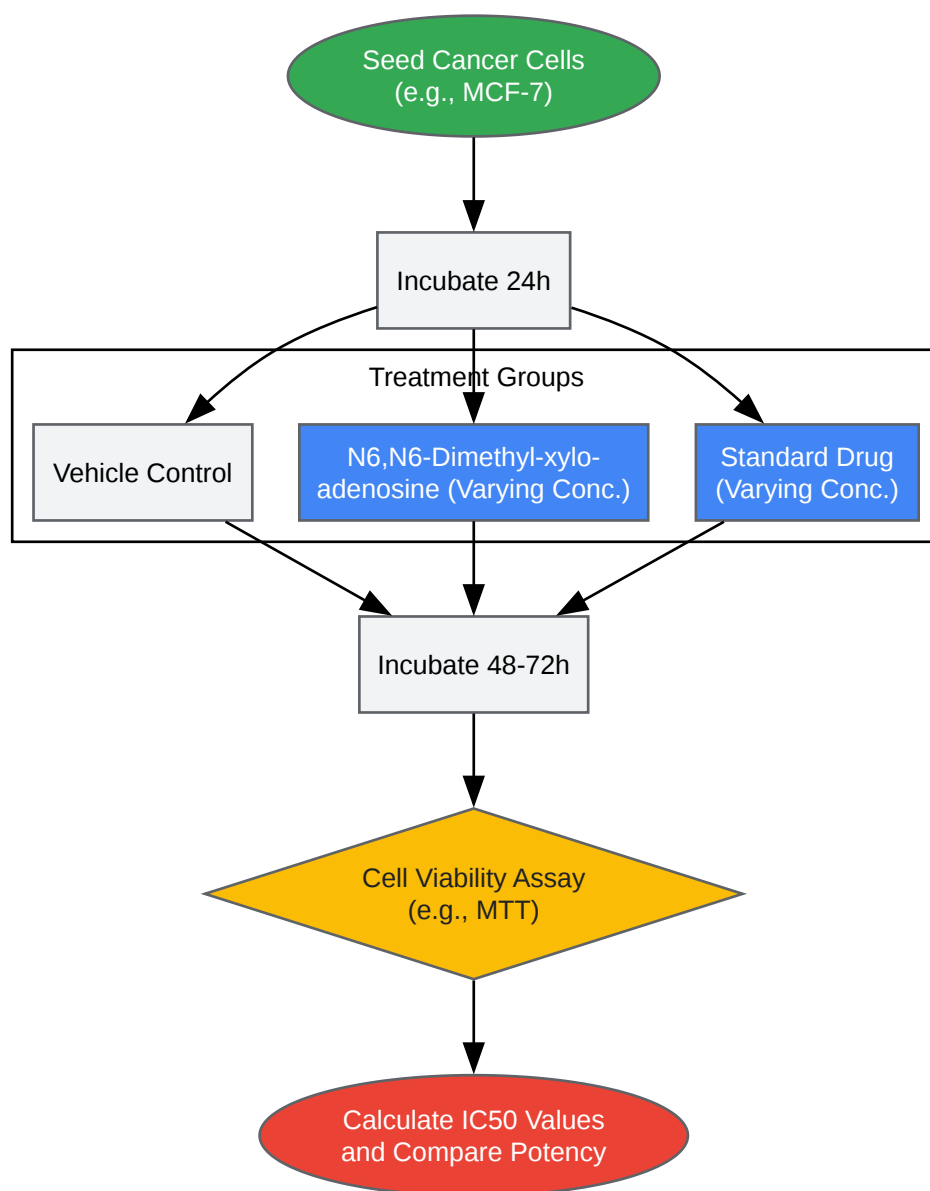 Seed Cancer Cells
(e.g., MCF-7)
Incubate 24h
Treatment Groups
Vehicle Control
N6,N6-Dimethyl-xylo-
adenosine (Varying Conc.)
Standard Drug
(Varying Conc.)
Incubate 48-72h
Cell Viability Assay
(e.g., MTT)
Calculate IC50 Values
and Compare Potency